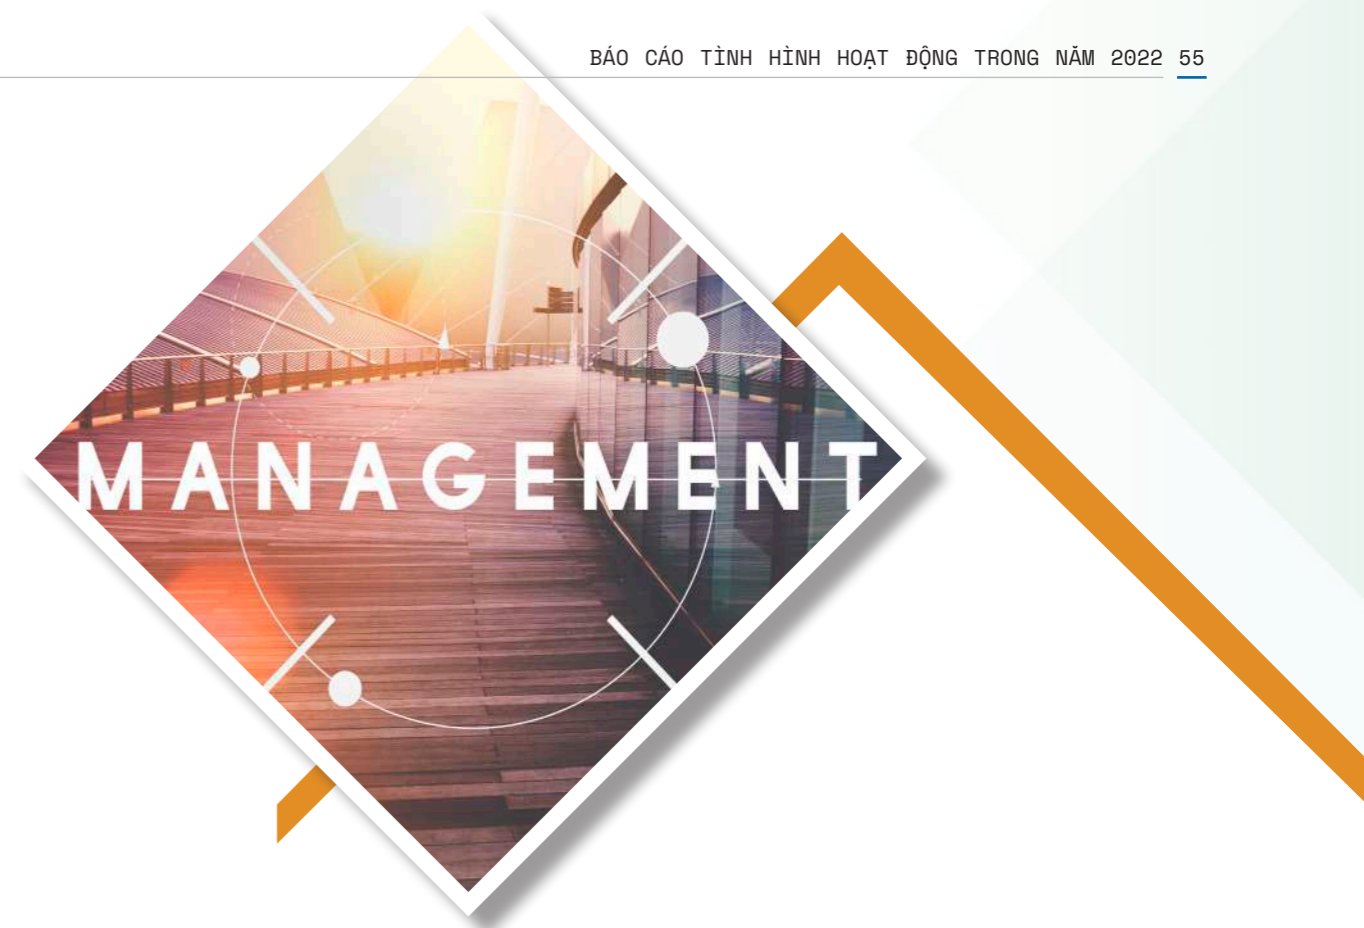 BÁO CÁO TÌNH HÌNH HOẠT ĐỘNG TRONG NĂM 2022 55
MANAGEMENT